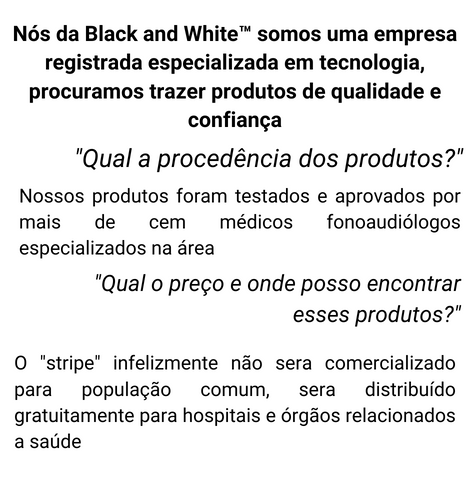 Nós da Black and White™ somos uma empresa
registrada especializada em tecnologia,
procuramos trazer produtos de qualidade e
confiança
"Qual a procedência dos produtos?"
Nossos produtos foram testados e aprovados por
mais de cem médicos fonoaudiólogos
especializados na área
"Qual o preço e onde posso encontrar
esses produtos?"
O "stripe" infelizmente não sera comercializado
para população comum, sera distribuído
gratuitamente para hospitais e órgãos relacionados
a saúde